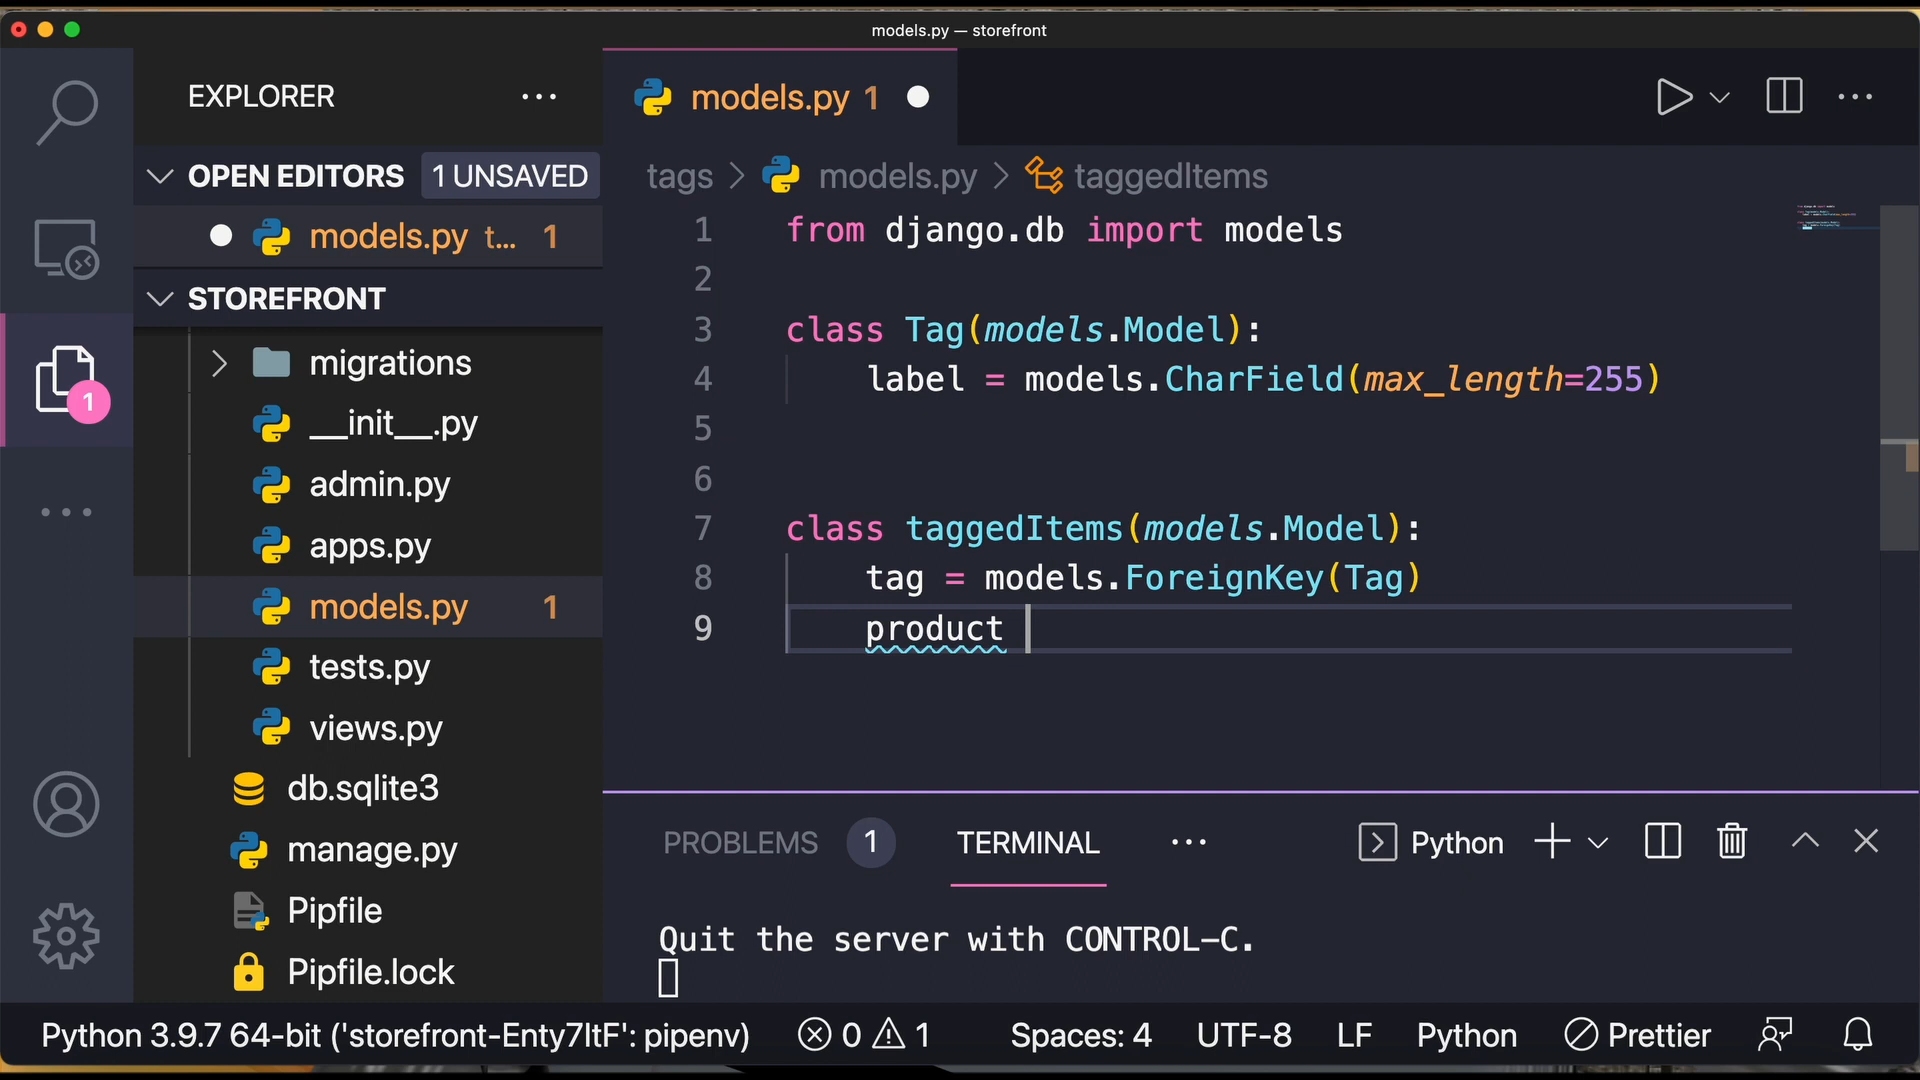 models.py — storefront
EXPLORER
OPEN EDITORS
1 UNSAVED
models.py t... 1
STOREFRONT
migrations
__init__.py
admin.py
apps.py
models.py 1
tests.py
views.py
db.sqlite3
manage.py
Pipfile
Pipfile.lock
1
models.py 1
tags > models.py > taggedItems
1 from django.db import models
2
3 class Tag(models.Model):
4     label = models.CharField(max_length=255)
5
6
7 class taggedItems(models.Model):
8     tag = models.ForeignKey(Tag)
9     product
PROBLEMS 1 TERMINAL ... Python
Quit the server with CONTROL-C.
Python 3.9.7 64-bit ('storefront-Enty7ltF': pipenv) 0 1 Spaces: 4 UTF-8 LF Python Prettier